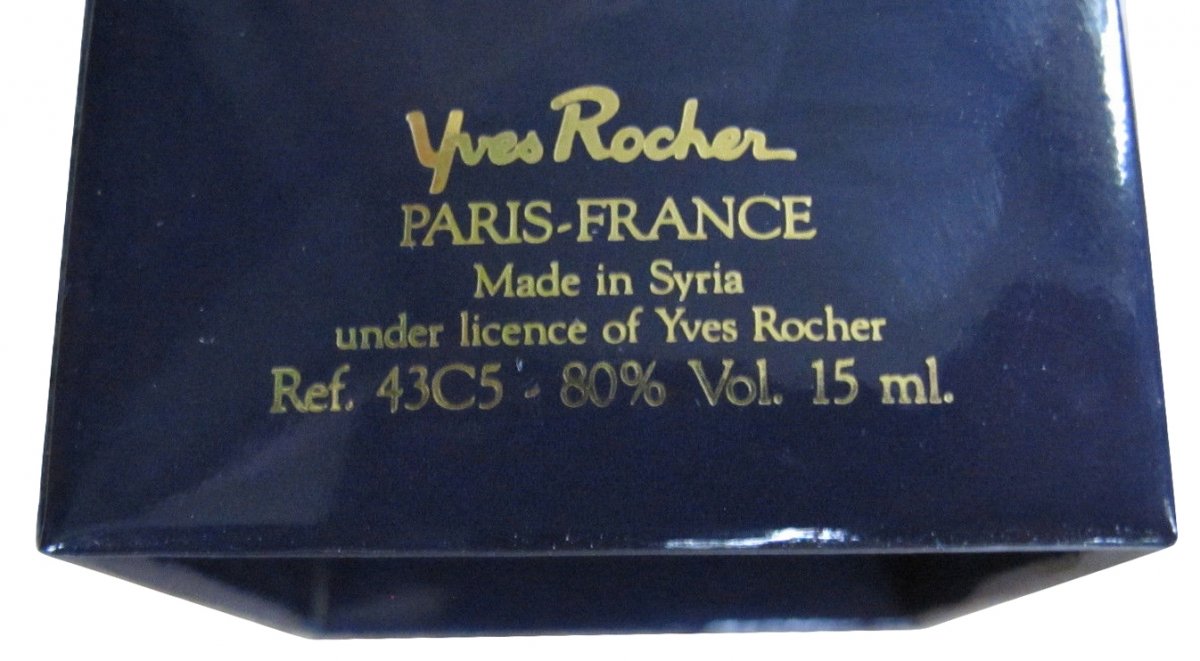 Yves Rocher
PARIS-FRANCE
Made in Syria
under licence of Yves Rocher
Ref. 43C5 - 80% Vol. 15 ml.